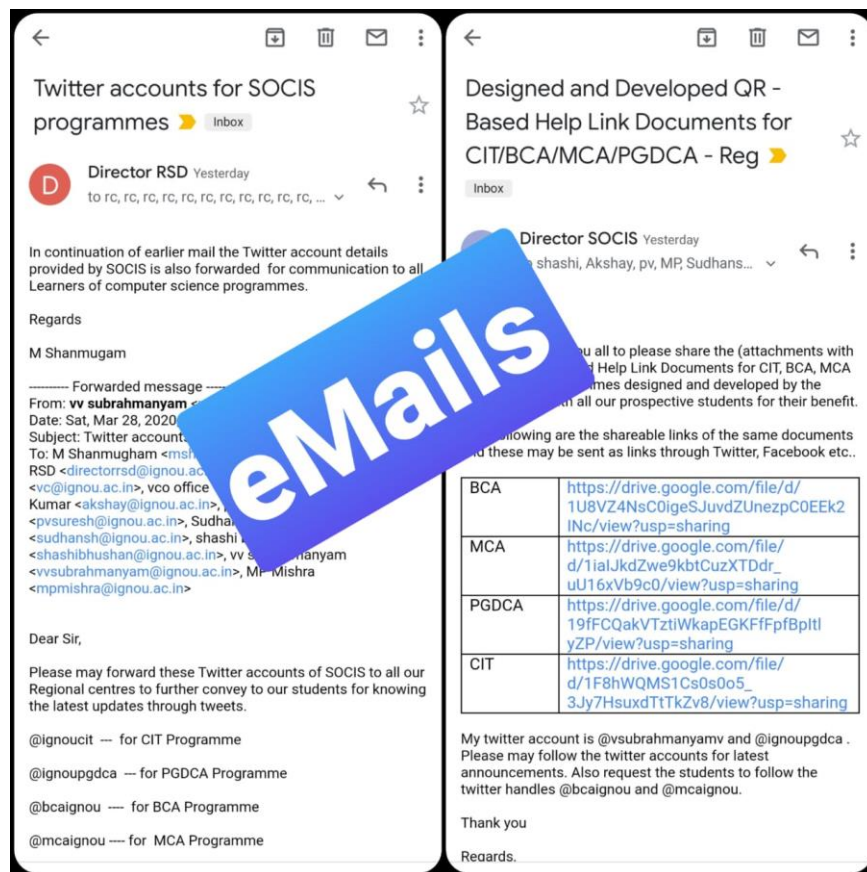 Twitter accounts for SOCIS
programmes
Inbox
D
Director RSD Yesterday
to rc, rc, rc, rc, rc, rc, rc, rc, rc, rc, ...
In continuation of earlier mail the Twitter account details
provided by SOCIS is also forwarded for communication to all
Learners of computer science programmes.
Regards
M Shanmugam
---------- Forwarded message -----
From: vv subrahmanyam
Date: Sat, Mar 28, 2020
Subject: Twitter account
To: M Shanmugham <msh
RSD <directorrsd@ignou.ac
<vc@ignou.ac.in>, vco office
Kumar <akshay@ignou.ac.in>,
<pvsuresh@ignou.ac.in>, Sudha
<sudhansh@ignou.ac.in>, shashi
<shashibhushan@ignou.ac.in>, vv s manyam
<vvsubrahmanyam@ignou.ac.in>, MP Mishra
<mpmishra@ignou.ac.in>
Dear Sir,
Please may forward these Twitter accounts of SOCIS to all our
Regional centres to further convey to our students for knowing
the latest updates through tweets.
@ignoucit --- for CIT Programme
@ignoupgdca --- for PGDCA Programme
@bcaignou ---- for BCA Programme
@mcaignou ---- for MCA Programme
eMails
Designed and Developed QR -
Based Help Link Documents for
CIT/BCA/MCA/PGDCA - Reg
Inbox
Director SOCIS Yesterday
shashi, Akshay, pv, MP, Sudhans...
u all to please share the (attachments with
Help Link Documents for CIT, BCA, MCA
mes designed and developed by the
all our prospective students for their benefit.
ollowing are the shareable links of the same documents
these may be sent as links through Twitter, Facebook etc..
BCA https://drive.google.com/file/d/
1U8VZ4NsC0igeSJuvdZUnezpC0EEk2
INc/view?usp=sharing
MCA https://drive.google.com/file/
d/1iaIJkdZwe9kbtCuzXTDdr_
uU16xVb9c0/view?usp=sharing
PGDCA https://drive.google.com/file/d/
19fFCQakVTztiWkapEGKFfFpfBpItl
yZP/view?usp=sharing
CIT https://drive.google.com/file/
d/1F8hWQMS1Cs0s0o5_
3Jy7HsuxdTtTkZv8/view?usp=sharing
My twitter account is @vsubrahmanyamv and @ignoupgdca .
Please may follow the twitter accounts for latest
announcements. Also request the students to follow the
twitter handles @bcaignou and @mcaignou.
Thank you
Regards.